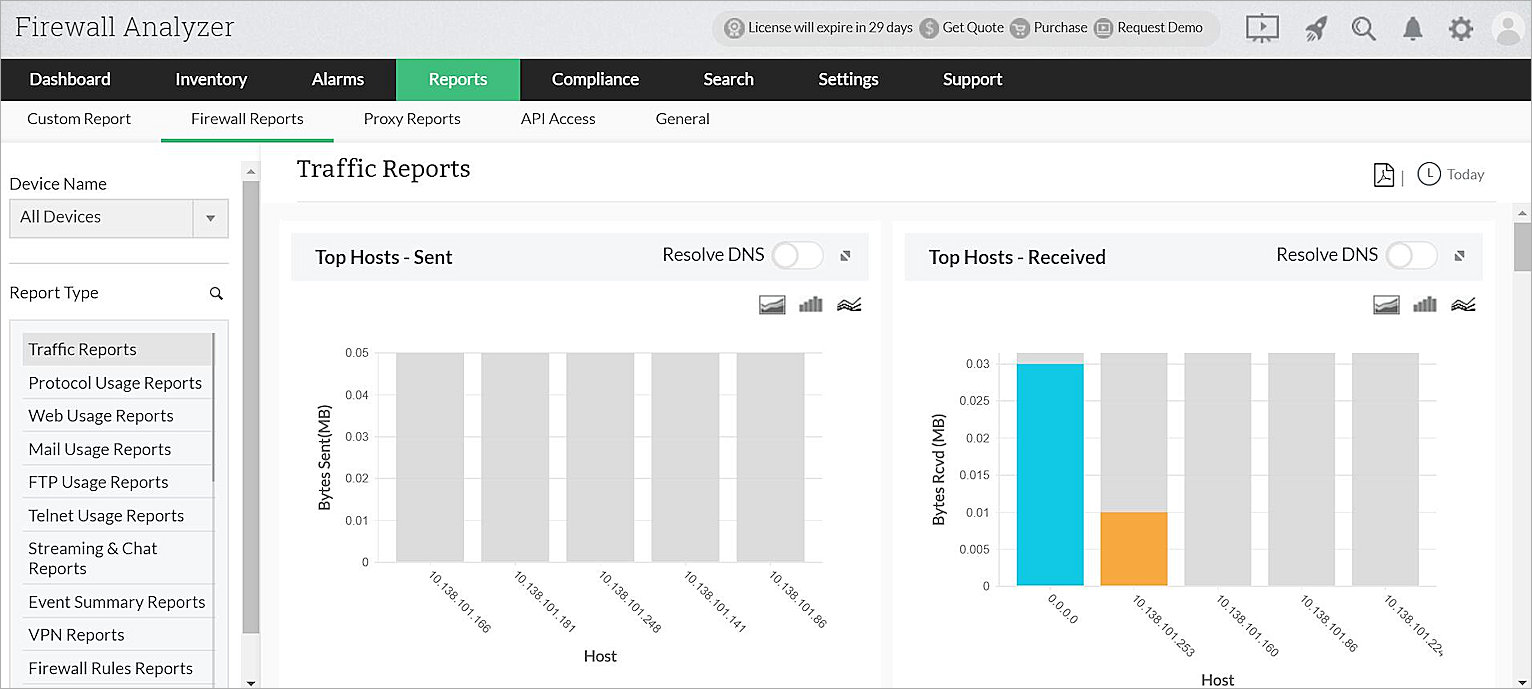 Firewall Analyzer
License will expire in 29 days Get Quote Purchase Request Demo
Dashboard Inventory Alarms Reports Compliance Search Settings Support
Custom Report Firewall Reports Proxy Reports API Access General
Device Name
All Devices
Report Type
Traffic Reports
Protocol Usage Reports
Web Usage Reports
Mail Usage Reports
FTP Usage Reports
Telnet Usage Reports
Streaming & Chat
Reports
Event Summary Reports
VPN Reports
Firewall Rules Reports
Traffic Reports
Today
Top Hosts - Sent
Resolve DNS
Bytes Sent(MB)
0.05
0.04
0.03
0.02
0.01
0
10.138.101.166
10.138.101.181
10.138.101.248
10.138.101.141
10.138.101.86
Host
Top Hosts - Received
Resolve DNS
Bytes Rcvd (MB)
0.03
0.025
0.02
0.015
0.01
0.005
0
0.0.0.0
10.138.101.253
10.138.101.160
10.138.101.86
Host